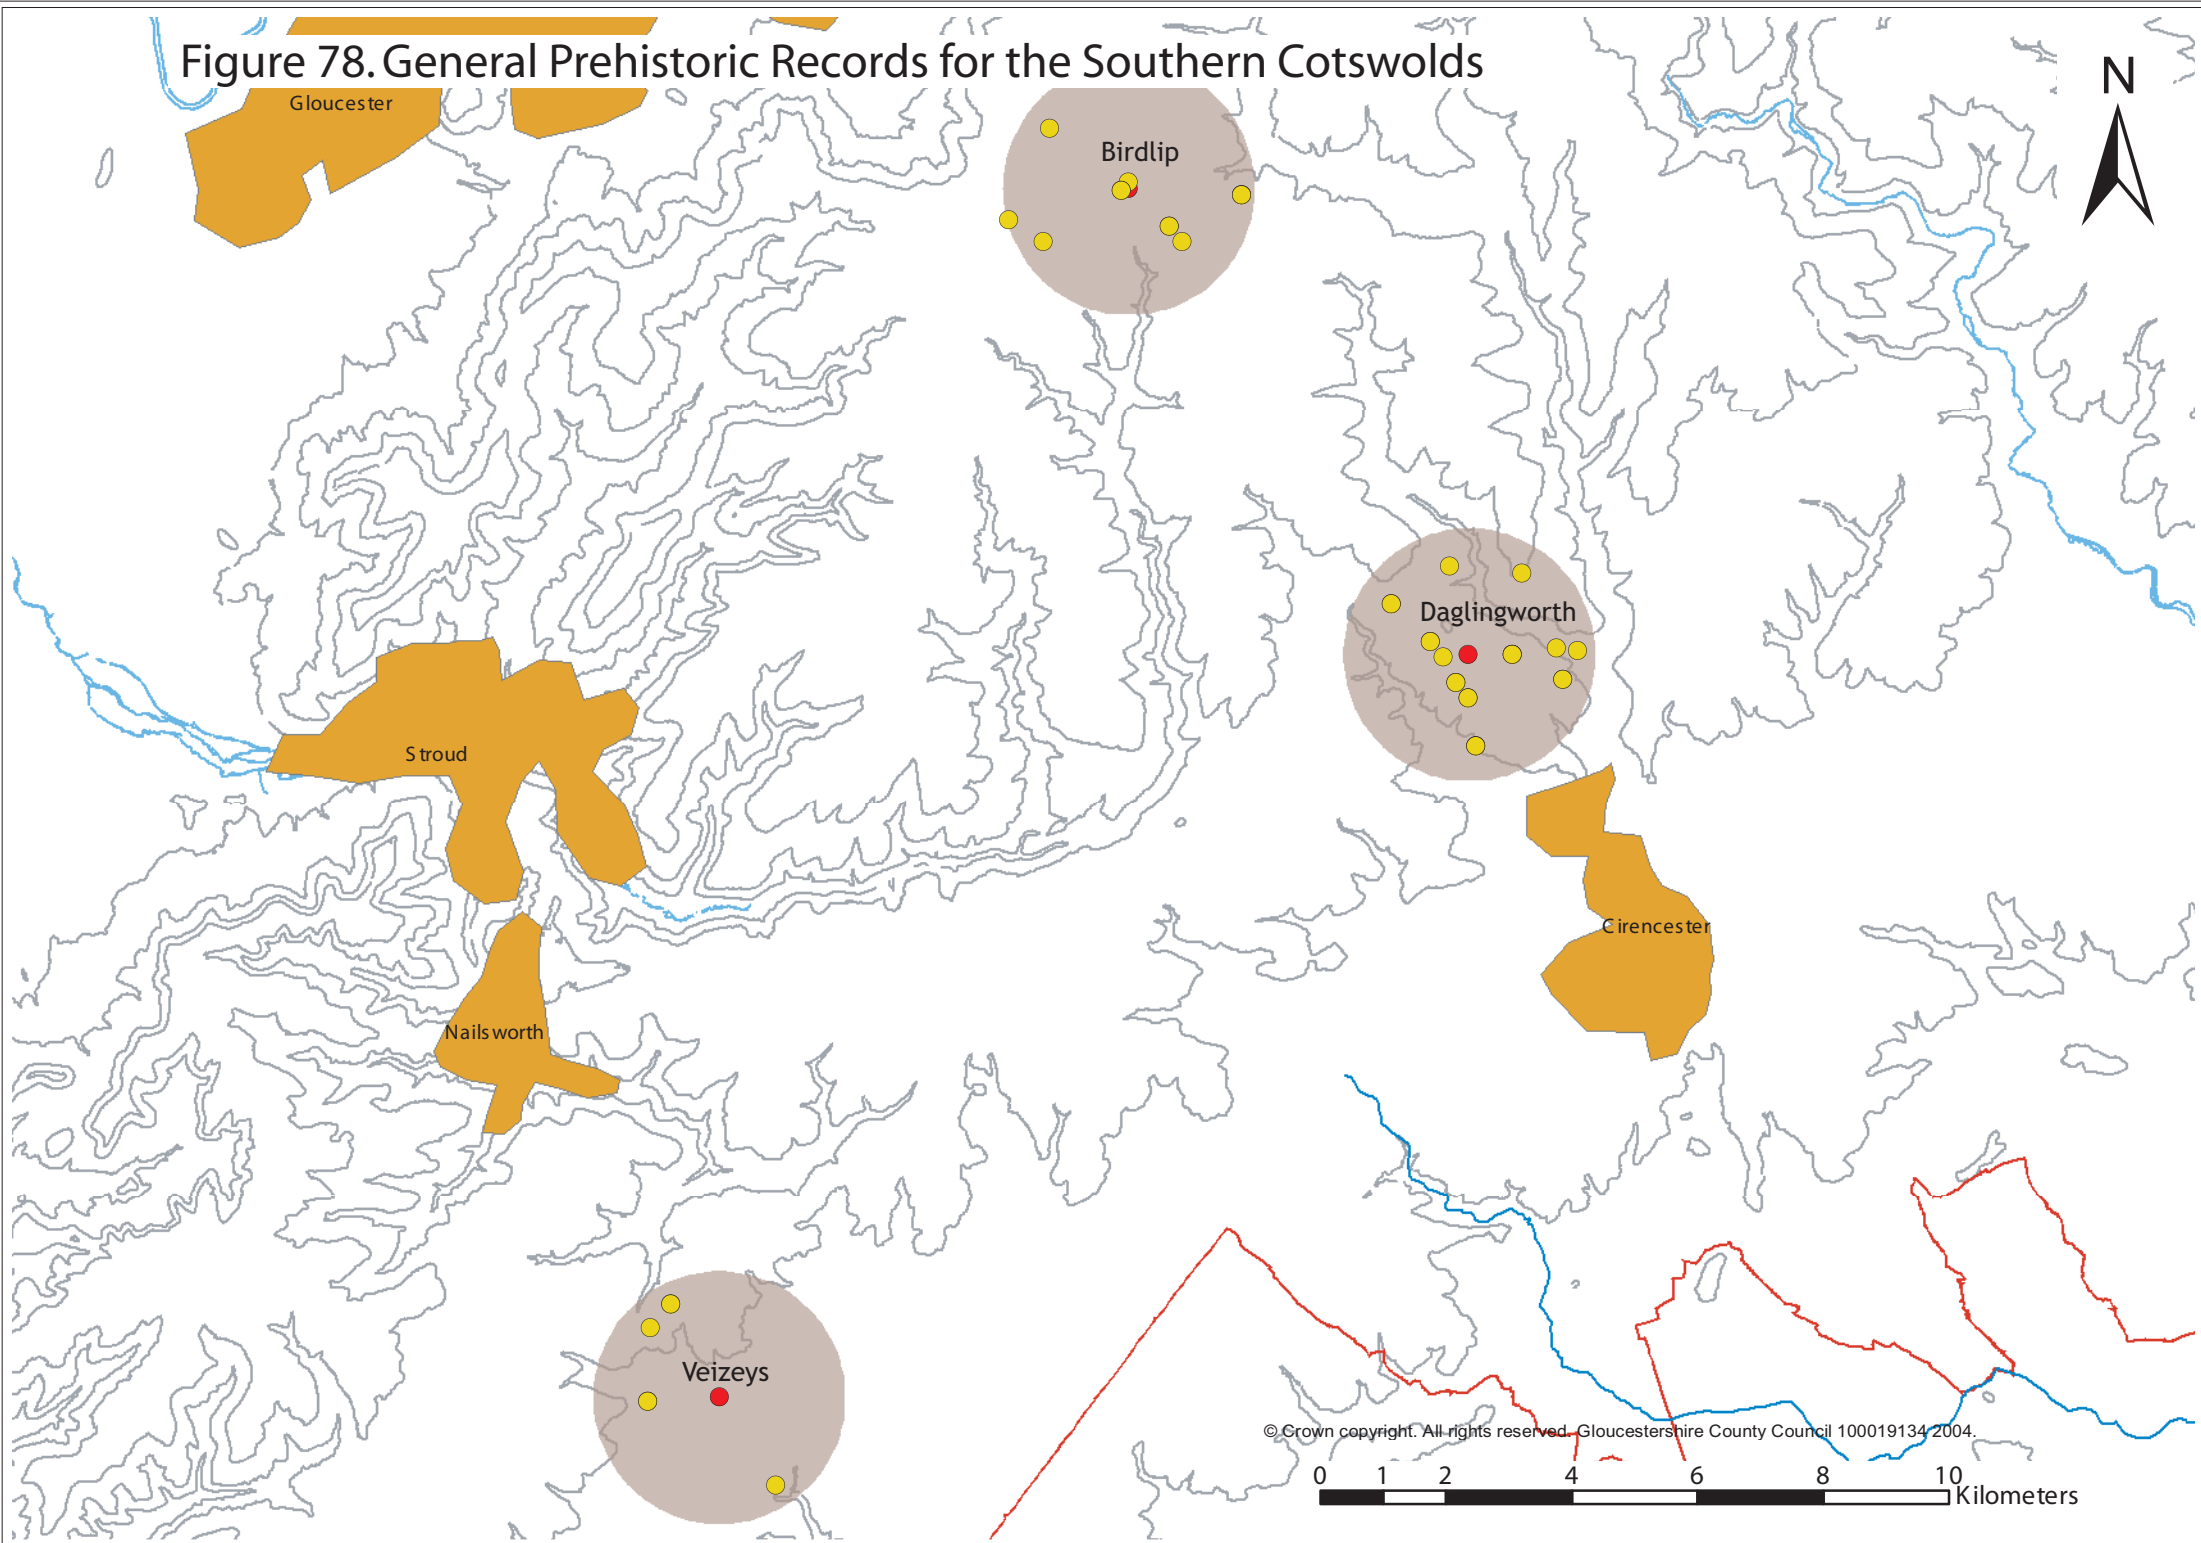 Figure 78. General Prehistoric Records for the Southern Cotswolds
N
Gloucester
Birdlip
Daglingworth
Stroud
Cirencester
Nailsworth
Veizeys
© Crown copyright. All rights reserved. Gloucestershire County Council 100019134 2004.
0 1 2 4 6 8 10
Kilometers